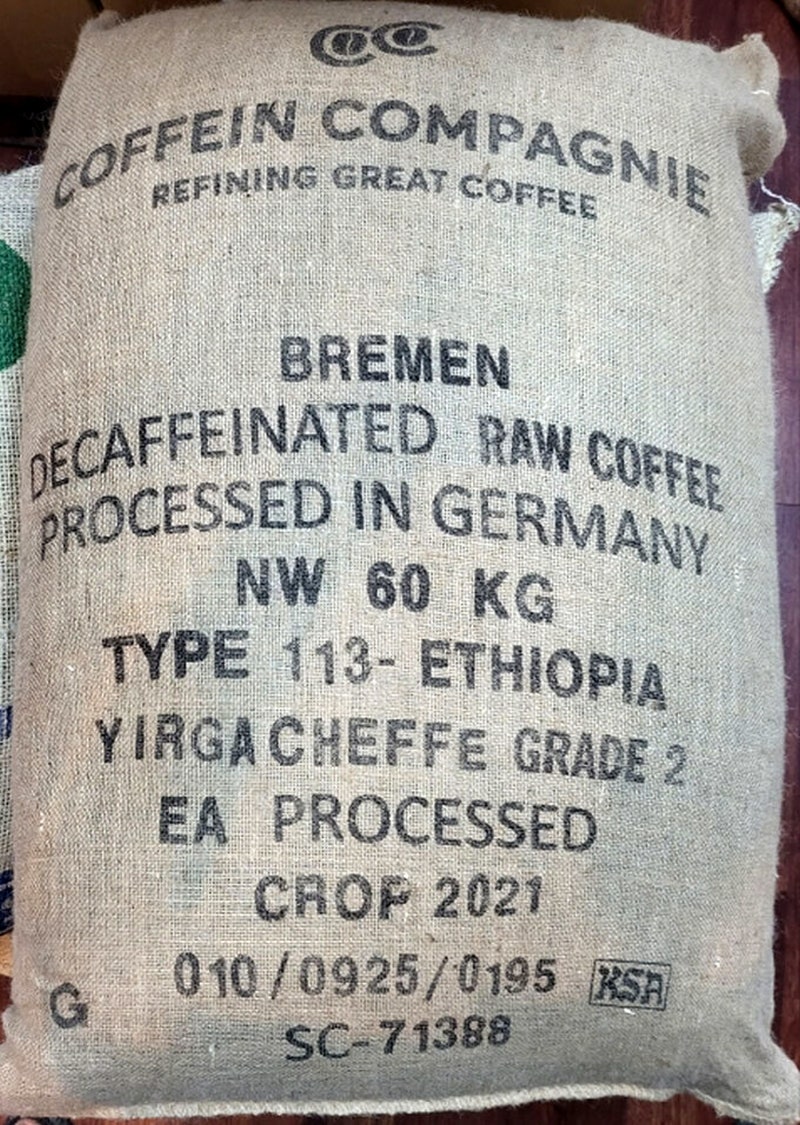 CC
COFFEIN COMPAGNIE
REFINING GREAT COFFEE
BREMEN
DECAFFEINATED RAW COFFEE
PROCESSED IN GERMANY
NW 60 KG
TYPE 113- ETHIOPIA
YIRGACHEFFE GRADE 2
EA PROCESSED
CROP 2021
010/0925/0195 KSA
G
SC-71388